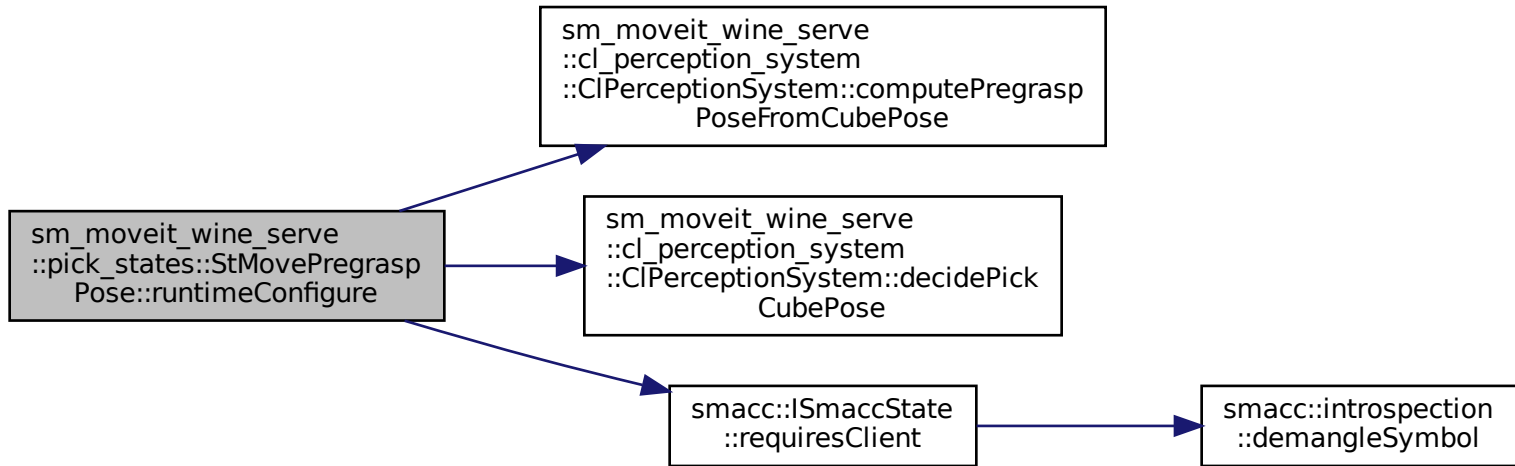 sm_moveit_wine_serve
::cl_perception_system
::ClPerceptionSystem::computePregrasp
PoseFromCubePose
sm_moveit_wine_serve
::pick_states::StMovePregrasp
Pose::runtimeConfigure
sm_moveit_wine_serve
::cl_perception_system
::ClPerceptionSystem::decidePick
CubePose
smacc::ISmaccState
::requiresClient
smacc::introspection
::demangleSymbol